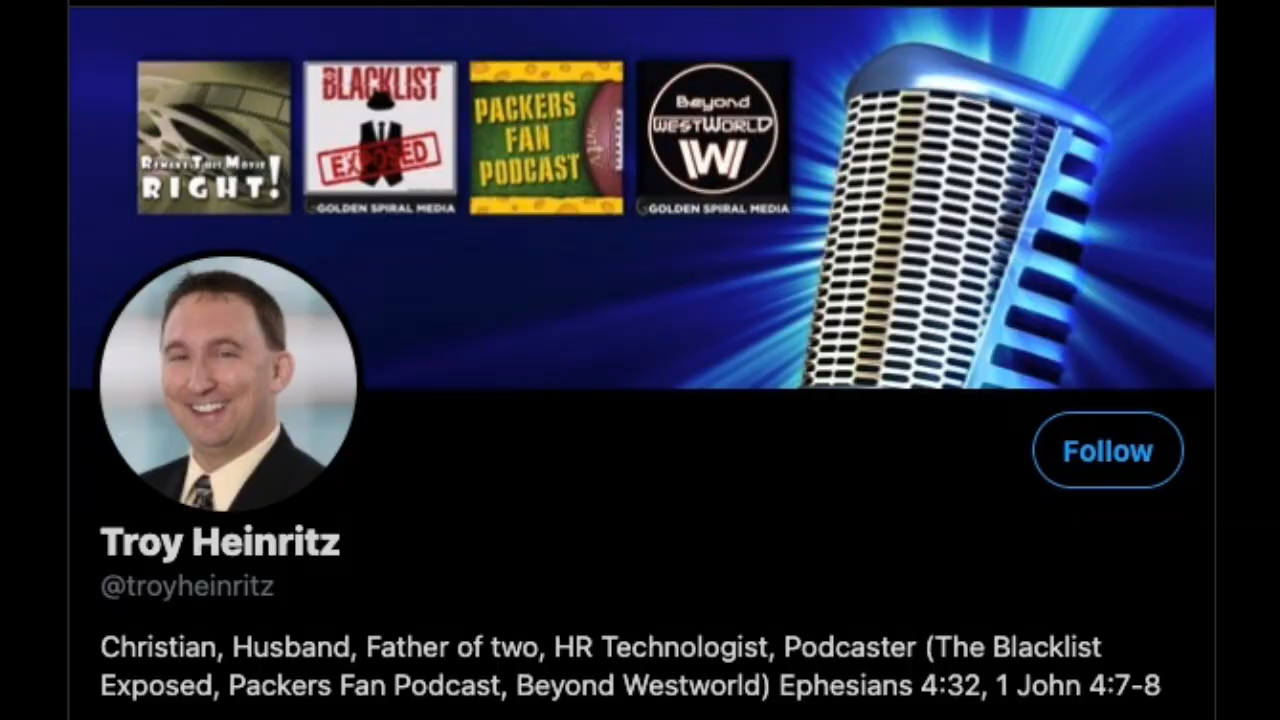 REMAKE THIS MOVIE
RIGHT!
BLACKLIST
EXPOSED
GOLDEN SPIRAL MEDIA
PACKERS
FAN
PODCAST
Beyond
WESTWORLD
W
GOLDEN SPIRAL MEDIA
Follow
Troy Heinritz
@troyheinritz
Christian, Husband, Father of two, HR Technologist, Podcaster (The Blacklist
Exposed, Packers Fan Podcast, Beyond Westworld) Ephesians 4:32, 1 John 4:7-8